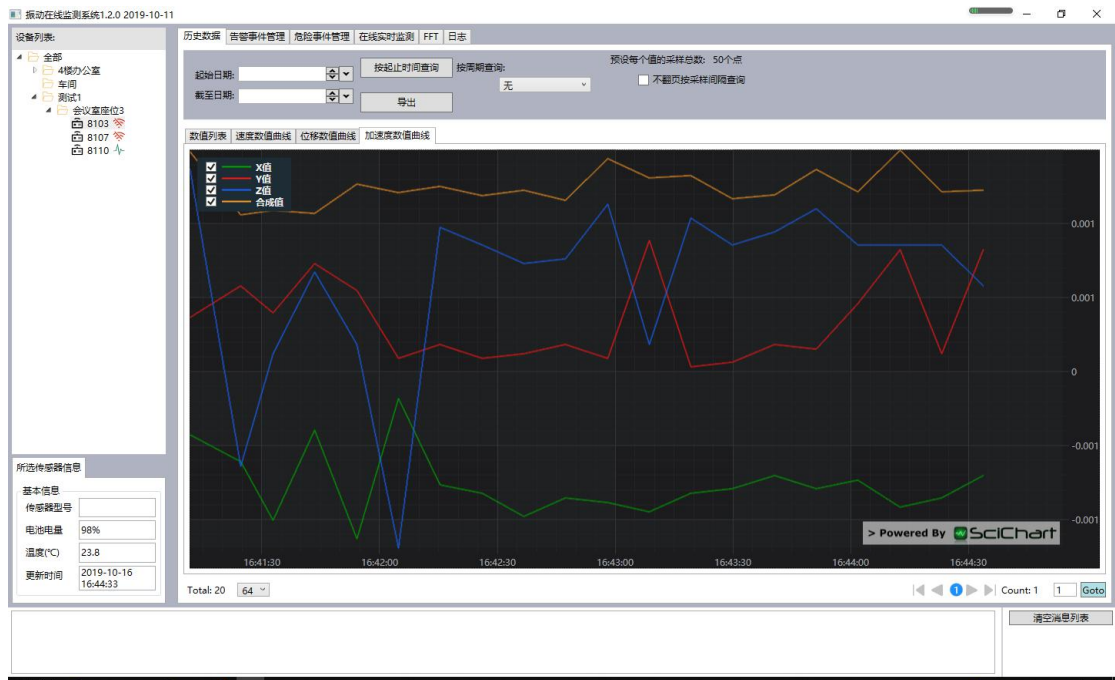 振动在线监测系统1.2.0 2019-10-11
设备列表:
全部
4楼办公室
车间
测试1
会议室座位3
8103
8107
8110
所选传感器信息
基本信息
传感器型号
电池电量 98%
温度(℃) 23.8
更新时间 2019-10-16
16:44:33
历史数据 告警事件管理 危险事件管理 在线实时监测 FFT 日志
起始日期:
截至日期:
按起止时间查询
导出
按周期查询:
无
预设每个值的采样总数: 50个点
不翻页按采样间隔查询
数值列表 速度数值曲线 位移数值曲线 加速度数值曲线
X值
Y值
Z值
合成值
0.001
0.001
0
-0.001
-0.001
> Powered By SciChart
16:41:30 16:42:00 16:42:30 16:43:00 16:43:30 16:44:00 16:44:30
Total: 20 64
1
Count: 1 1 Goto
清空消息列表